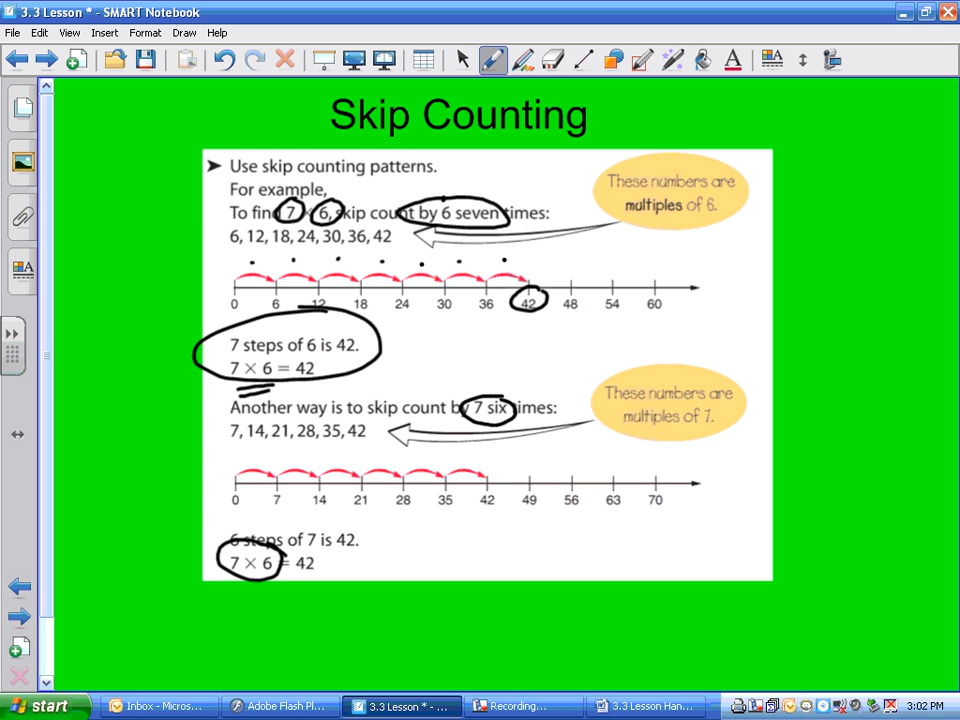 3.3 Lesson * - SMART Notebook
File Edit View Insert Format Draw Help
Skip Counting
Use skip counting patterns.
For example,
To find 7 × 6, skip count by 6 seven times:
6, 12, 18, 24, 30, 36, 42
These numbers are
multiples of 6.
0 6 12 18 24 30 36 42 48 54 60
7 steps of 6 is 42.
7 × 6 = 42
Another way is to skip count by 7 six times:
7, 14, 21, 28, 35, 42
These numbers are
multiples of 7.
0 7 14 21 28 35 42 49 56 63 70
6 steps of 7 is 42.
7 × 6 = 42
start Inbox - Micros... Adobe Flash Pl... 3.3 Lesson * - ... Recording... 3.3 Lesson Han... 3:02 PM